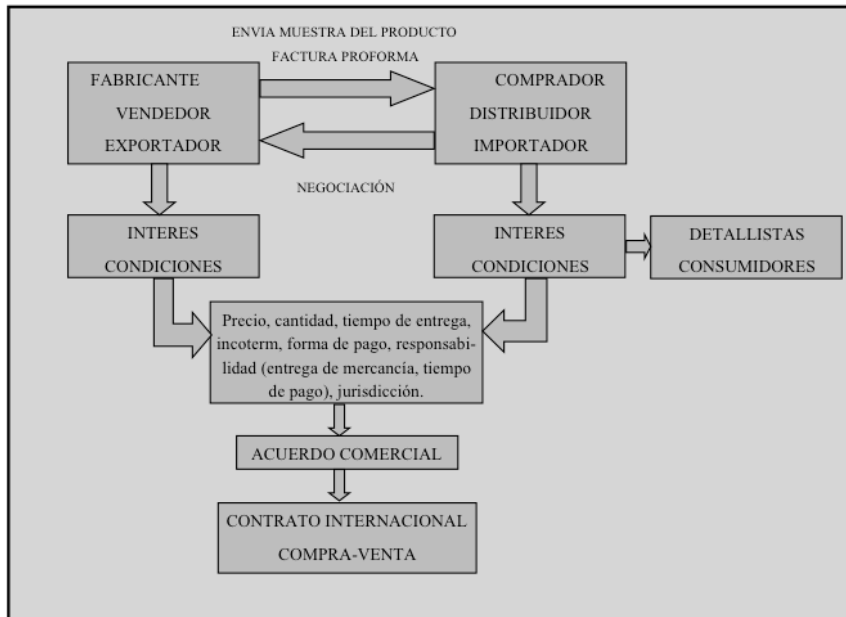 ENVIA MUESTRA DEL PRODUCTO
FACTURA PROFORMA
FABRICANTE
VENDEDOR
EXPORTADOR
COMPRADOR
DISTRIBUIDOR
IMPORTADOR
NEGOCIACIÓN
INTERES
CONDICIONES
INTERES
CONDICIONES
DETALLISTAS
CONSUMIDORES
Precio, cantidad, tiempo de entrega,
incoterm, forma de pago, responsabi-
lidad (entrega de mercancía, tiempo
de pago), jurisdicción.
ACUERDO COMERCIAL
CONTRATO INTERNACIONAL
COMPRA-VENTA